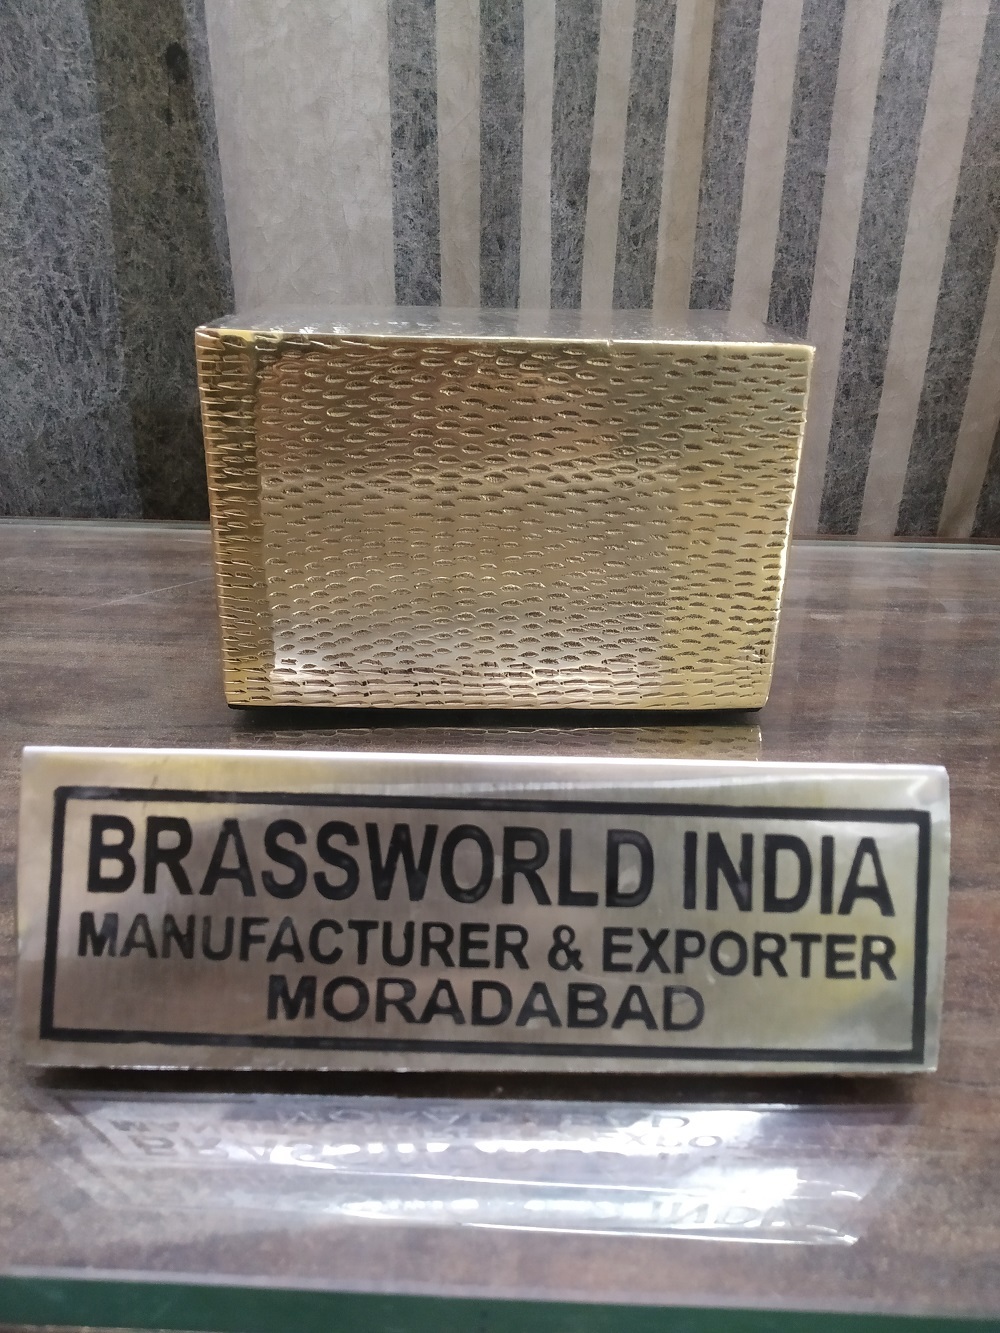 BRASSWORLD INDIA
MANUFACTURER & EXPORTER
MORADABAD